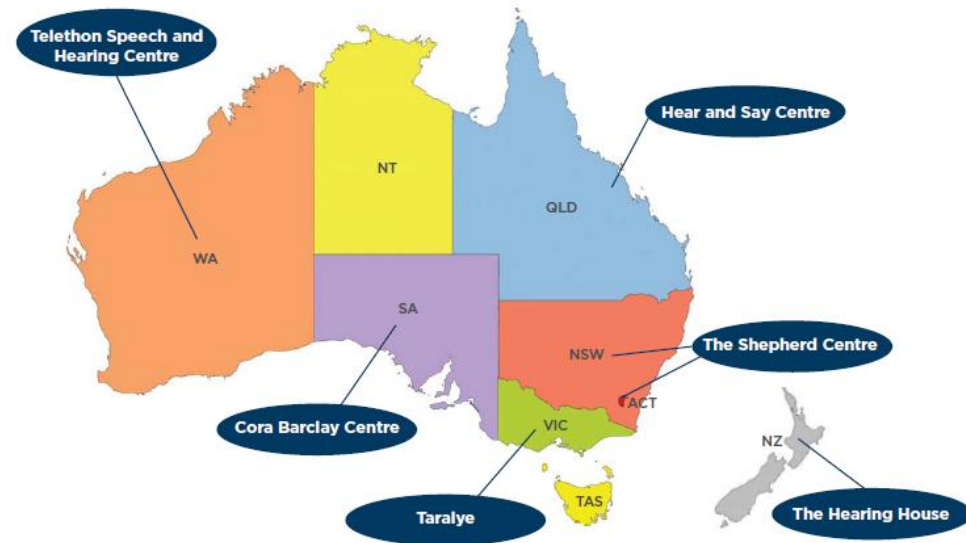 Telethon Speech and
Hearing Centre
Hear and Say Centre
NT
QLD
WA
SA
The Shepherd Centre
NSW
ACT
Cora Barclay Centre
VIC
NZ
TAS
Taralye
The Hearing House